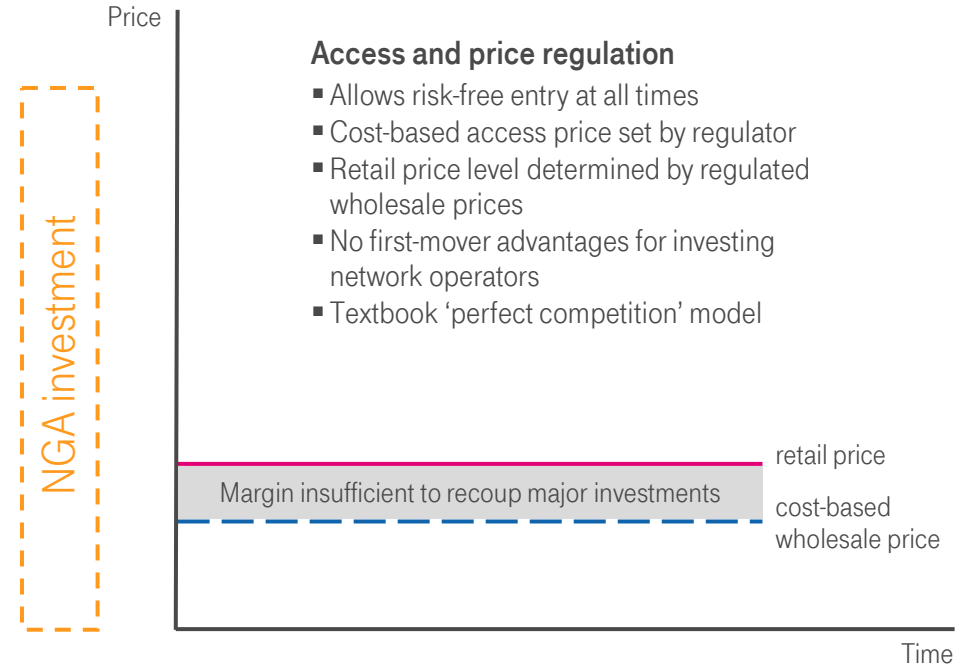 Price
Access and price regulation
▪ Allows risk-free entry at all times
▪ Cost-based access price set by regulator
▪ Retail price level determined by regulated
wholesale prices
▪ No first-mover advantages for investing
network operators
▪ Textbook ‘perfect competition’ model
NGA investment
retail price
Margin insufficient to recoup major investments
cost-based
wholesale price
Time